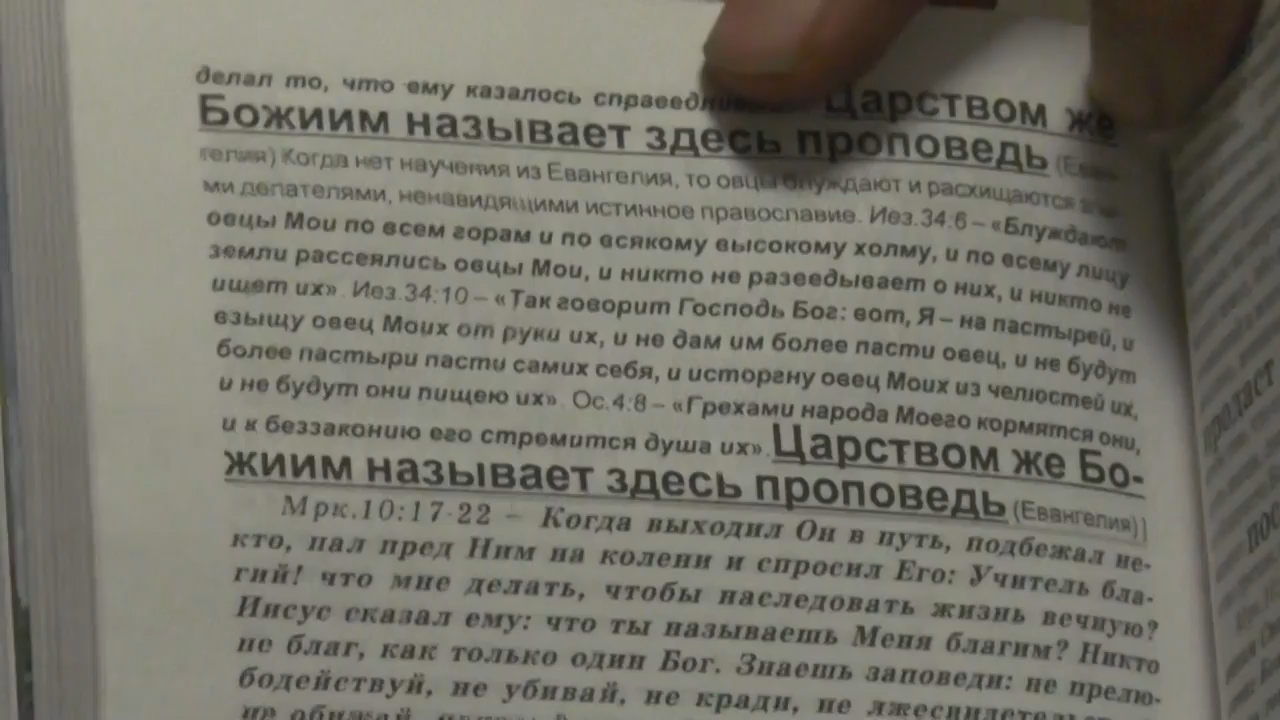 делал то, что ему казалось Царством же
Божиим называет здесь проповедь (Еван-
гелия) Когда нет научения из Евангелия, то овцы блуждают и расхищаются
ми делателями, ненавидящими истинное православие. Иез.34:6 – «Блуждают
овцы Мои по всем горам и по всякому высокому холму, и по всему лицу
земли рассеялись овцы Мои, и никто не разведывает о них, и никто не
ищет их». Иез.34:10 – «Так говорит Господь Бог: вот, Я – на пастырей, и
взыщу овец Моих от руки их, и не дам им более пасти овец, и не будут
более пастыри пасти самих себя, и исторгну овец Моих из челюстей их,
и не будут они пищею их». Ос.4:8 – «Грехами народа Моего кормятся они,
и к беззаконию его стремится душа их». Царством же Бо-
жиим называет здесь проповедь (Евангелия)]
Мрк.10:17-22 – Когда выходил Он в путь, подбежал не-
кто, пал пред Ним на колени и спросил Его: Учитель бла-
гий! что мне делать, чтобы наследовать жизнь вечную?
Иисус сказал ему: что ты называешь Меня благим? Никто
не благ, как только один Бог. Знаешь заповеди: не прелю-
бодействуй, не убивай, не кради, не
не обижай,